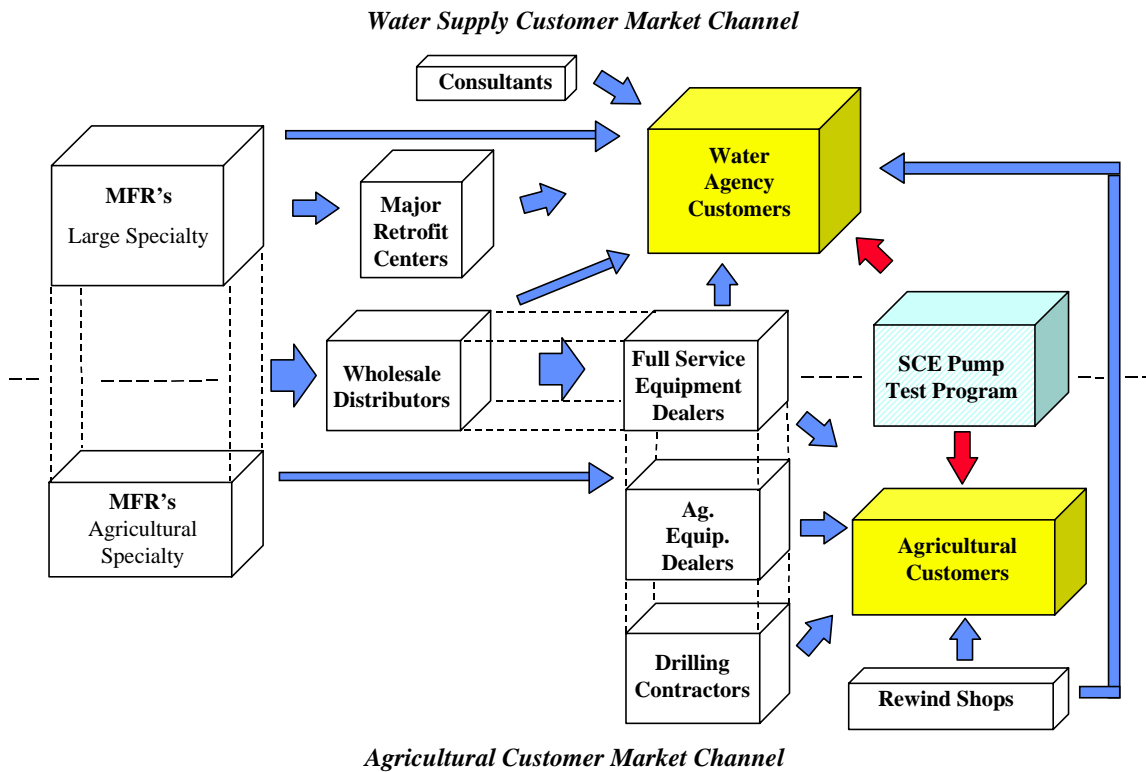 Water Supply Customer Market Channel
Consultants
Water
Agency
Customers
MFR's
Large Specialty
Major
Retrofit
Centers
Wholesale
Distributors
Full Service
Equipment
Dealers
SCE Pump
Test Program
MFR's
Agricultural
Specialty
Ag.
Equip.
Dealers
Agricultural
Customers
Drilling
Contractors
Rewind Shops
Agricultural Customer Market Channel